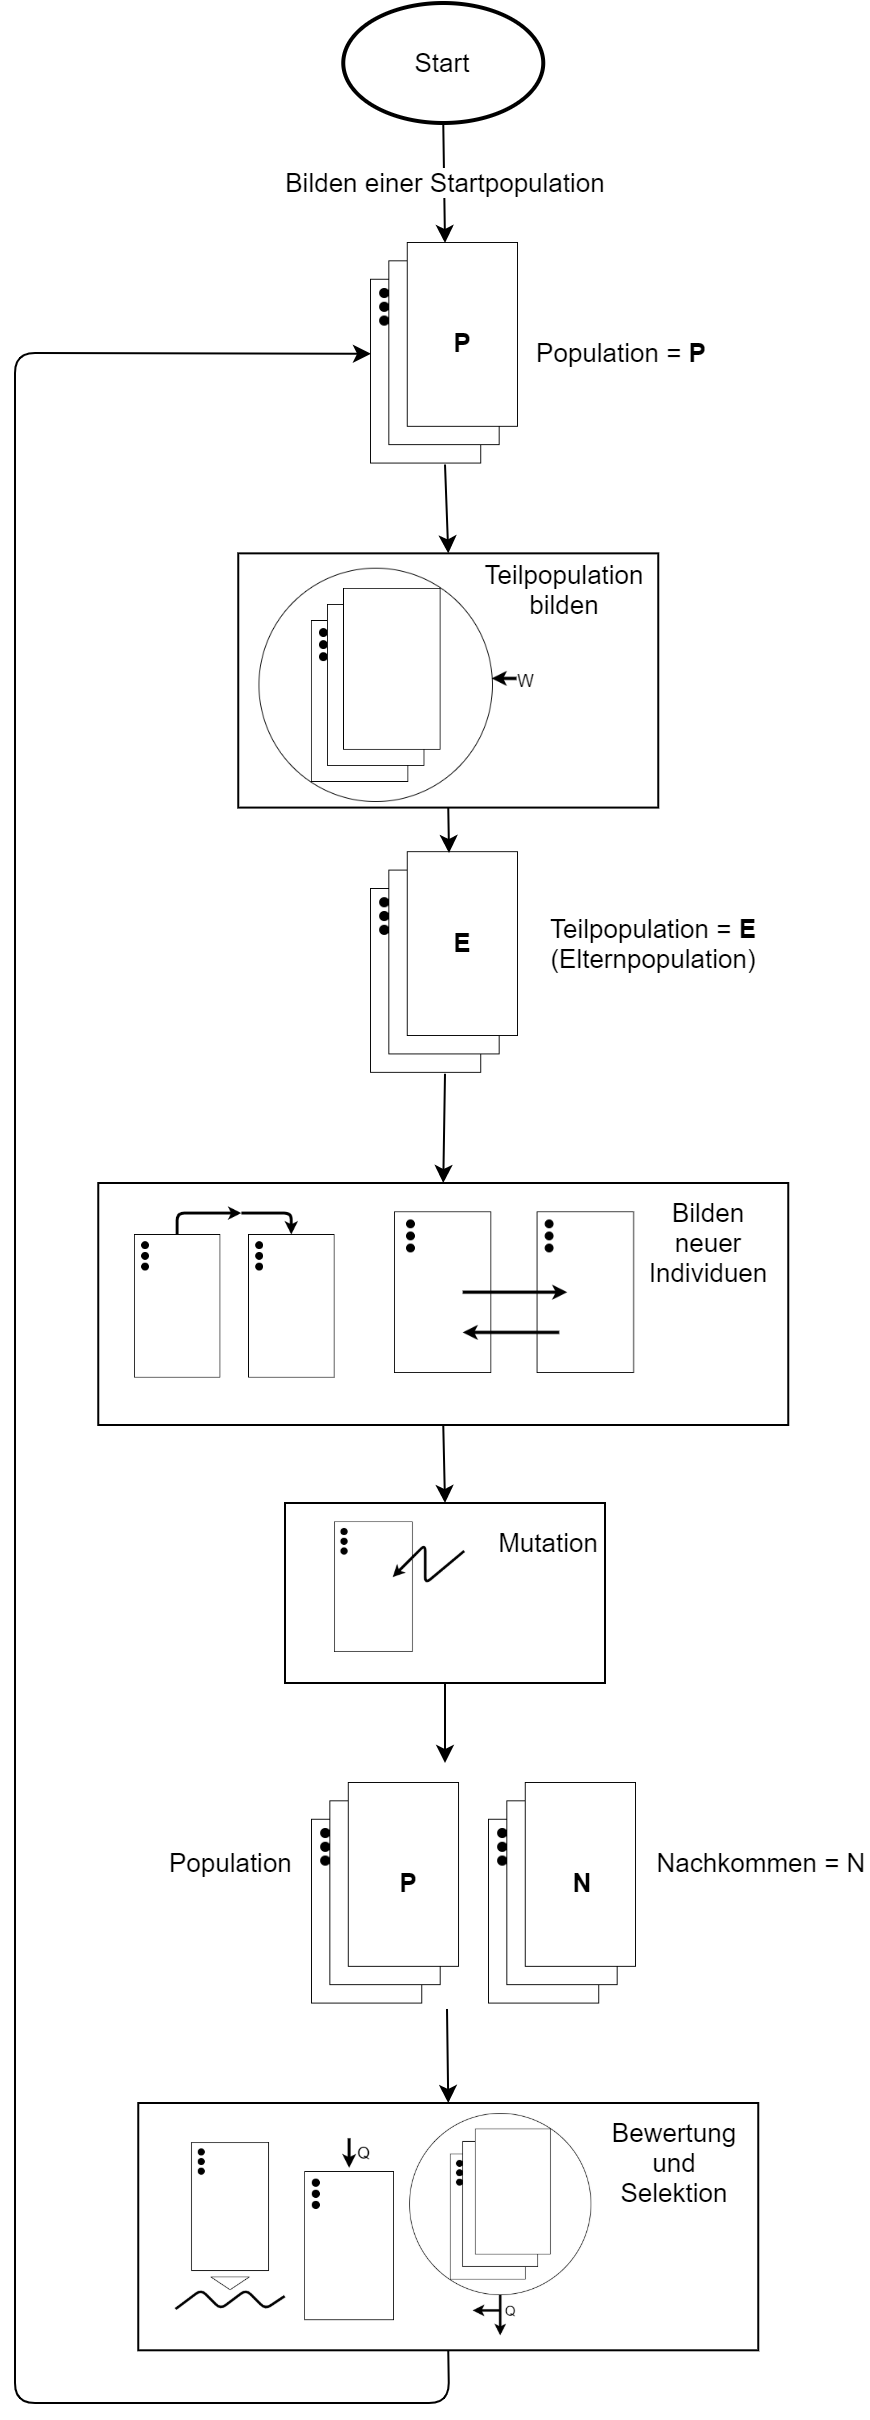 Start
Bilden einer Startpopulation
P
Population = P
Teilpopulation
bilden
W
E
Teilpopulation = E
(Elternpopulation)
Bilden
neuer
Individuen
Mutation
Population
P
N
Nachkommen = N
Bewertung
und
Selektion
Q
Q